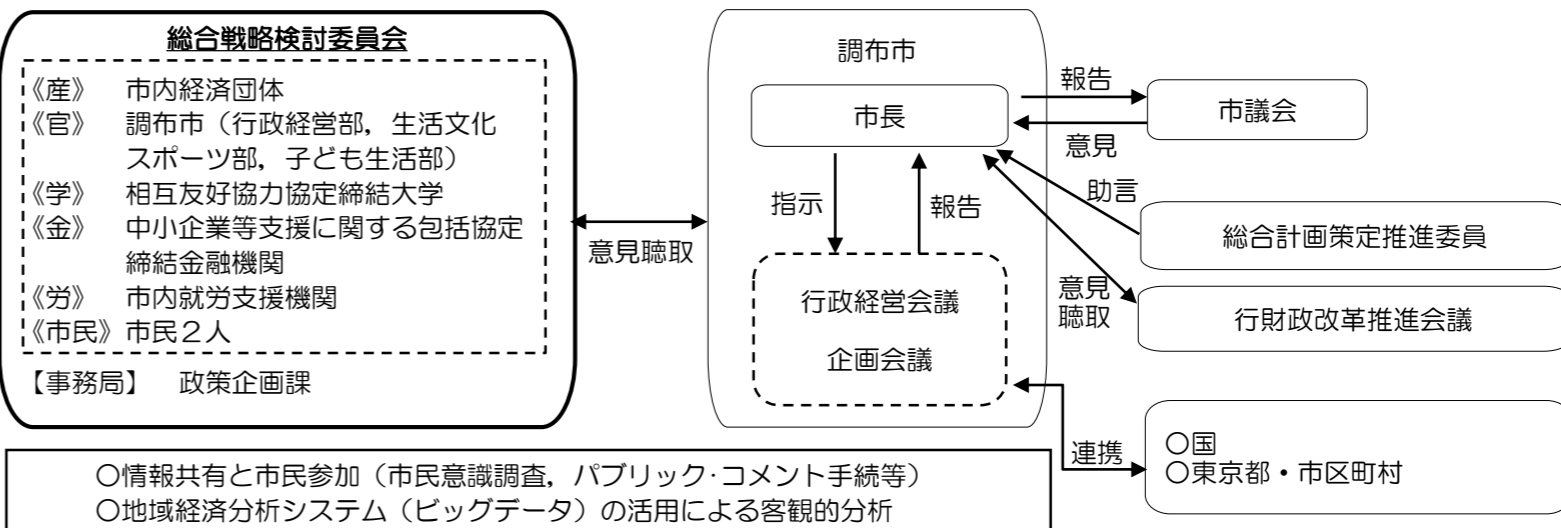 総合戦略検討委員会
《産》 市内経済団体
《官》 調布市（行政経営部，生活文化
スポーツ部，子ども生活部）
《学》 相互友好協力協定締結大学
《金》 中小企業等支援に関する包括協定
締結金融機関
《労》 市内就労支援機関
《市民》市民２人
【事務局】 政策企画課
意見聴取
調布市
市長
指示
報告
行政経営会議
企画会議
報告
意見
市議会
助言
総合計画策定推進委員
意見
聴取
行財政改革推進会議
連携
○国
○東京都・市区町村
○情報共有と市民参加（市民意識調査，パブリック・コメント手続等）
○地域経済分析システム（ビッグデータ）の活用による客観的分析